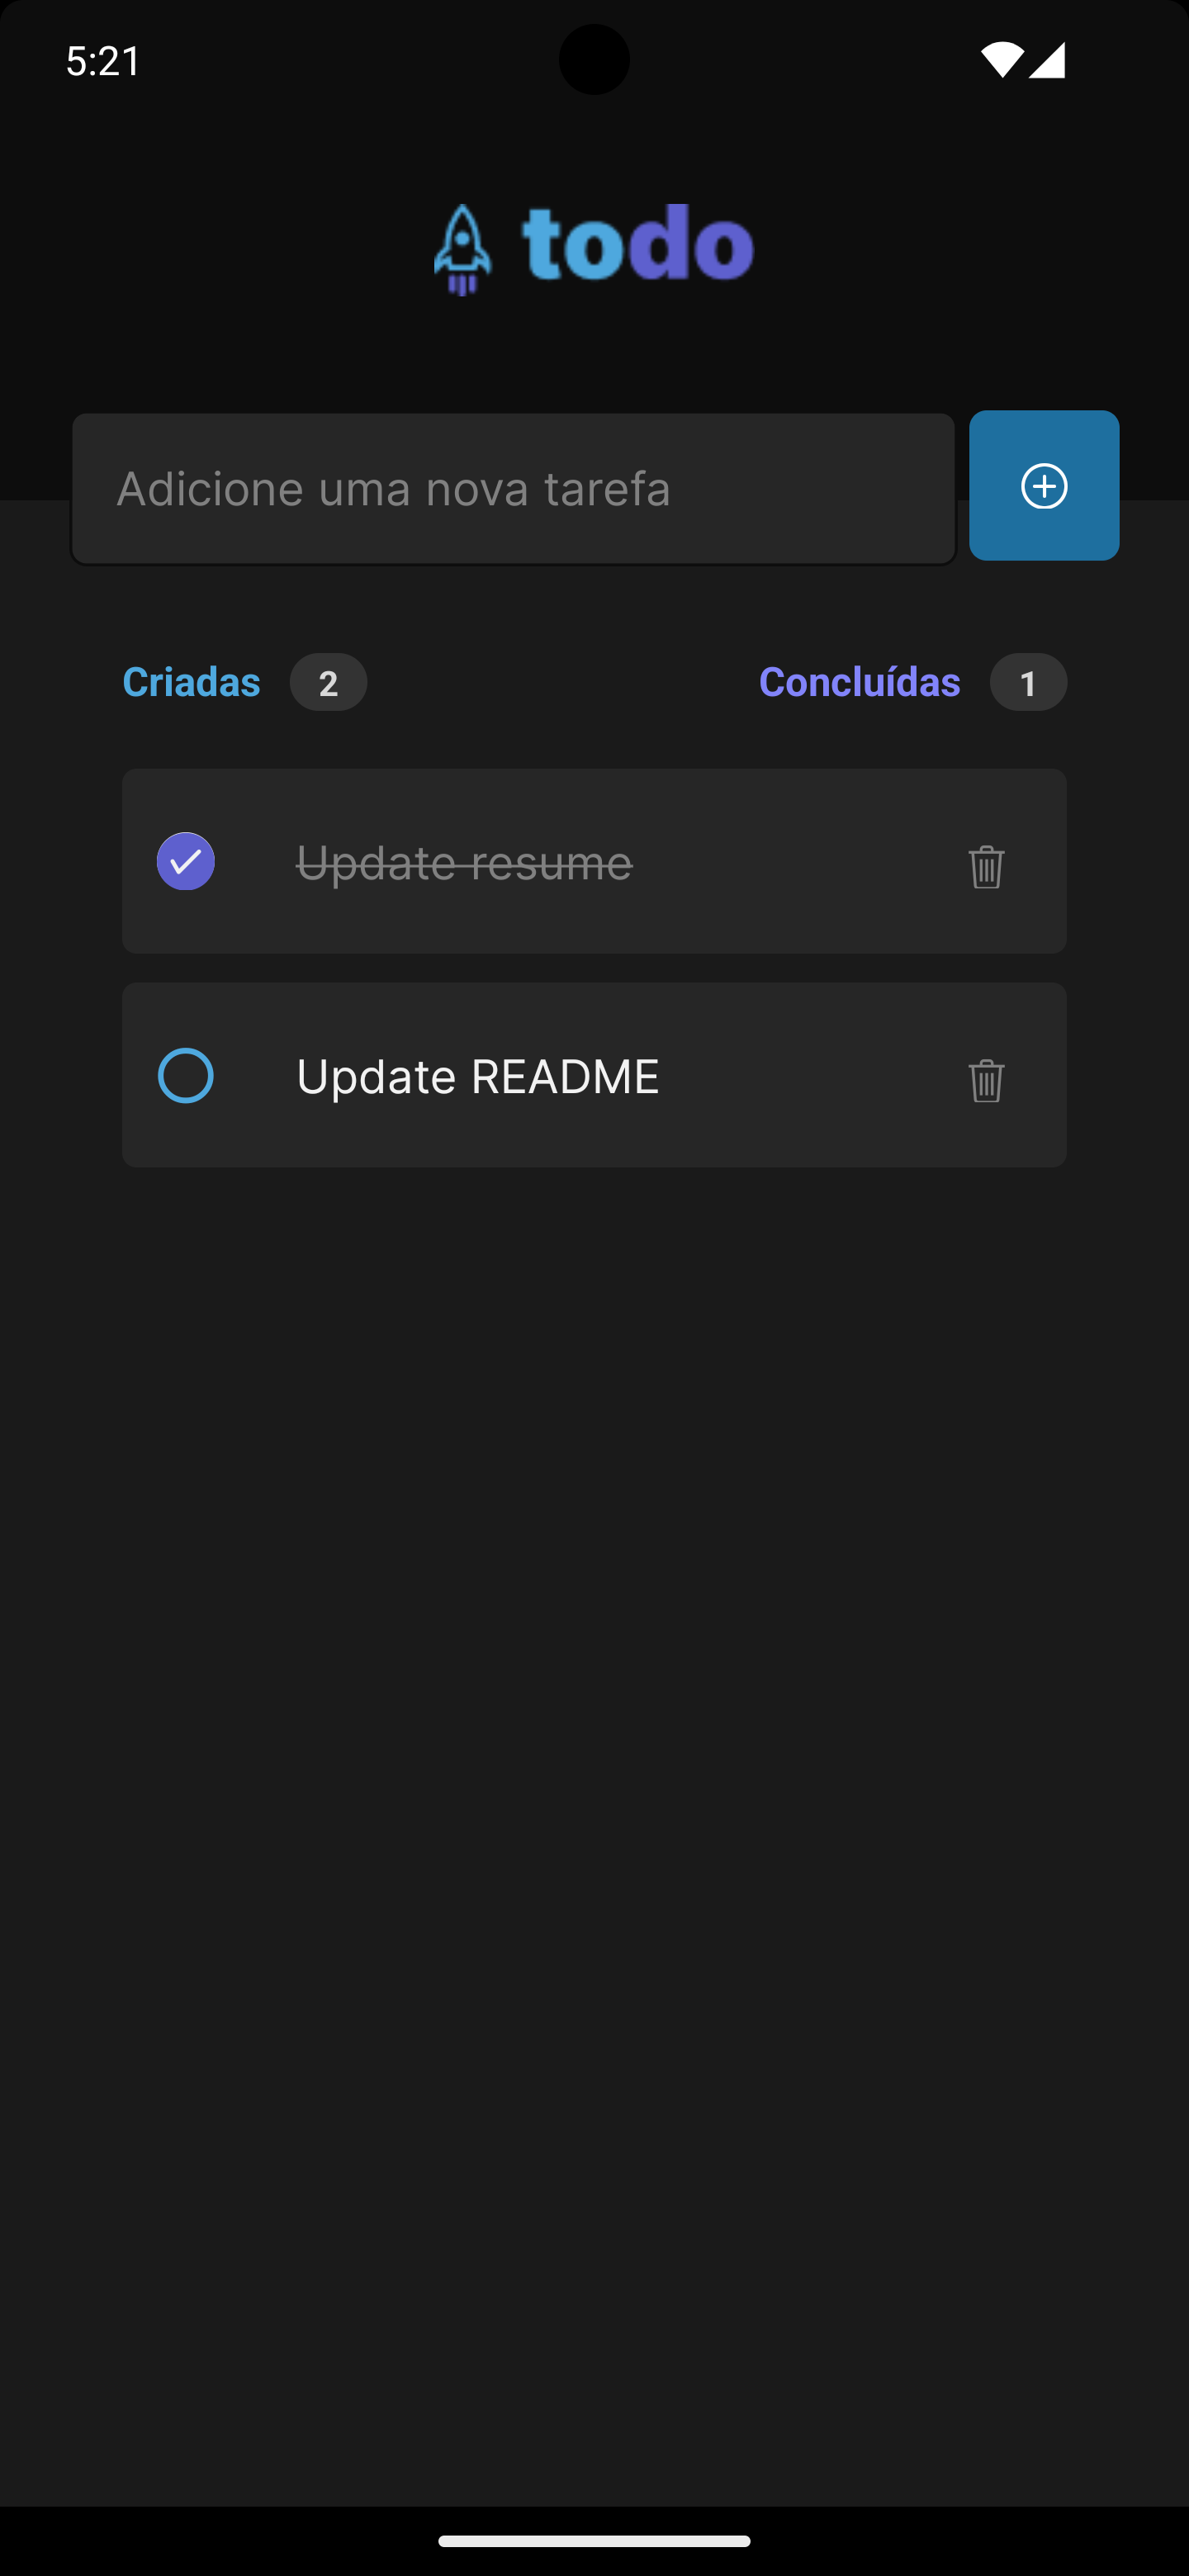 5:21
todo
Adicione uma nova tarefa
Criadas 2 Concluídas 1
Update resume
Update README